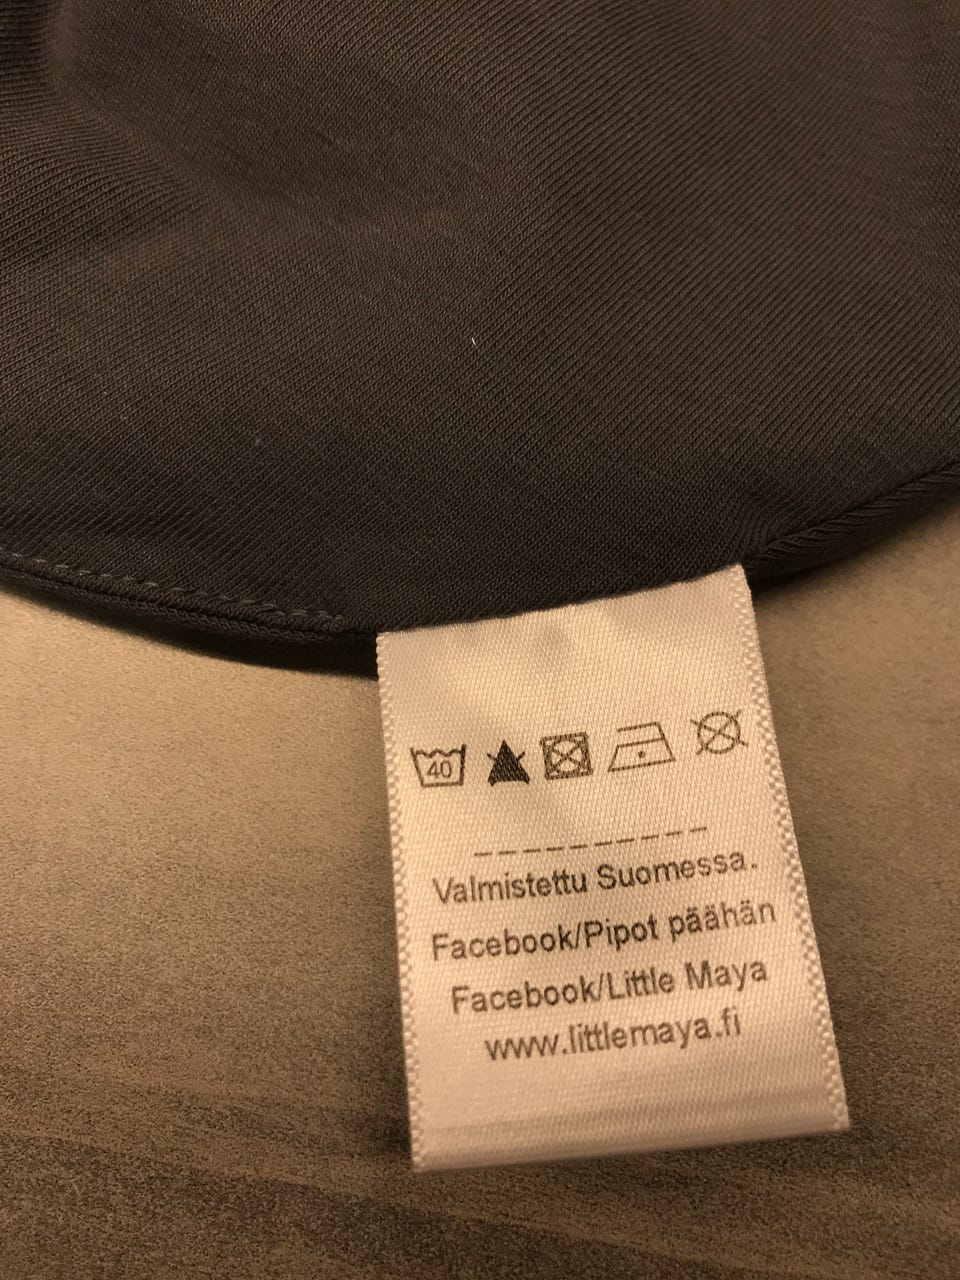 40
Valmistettu Suomessa.
Facebook/Pipot päähän
Facebook/Little Maya
www.littlemaya.fi